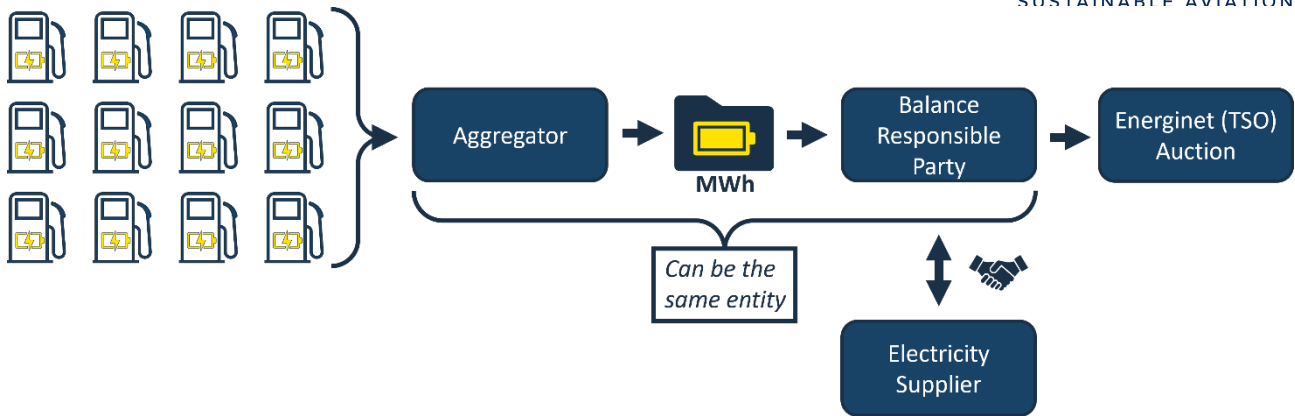 SUSTAINABLE AVIATION
Aggregator
MWh
Balance
Responsible
Party
Energinet (TSO)
Auction
Can be the
same entity
Electricity
Supplier